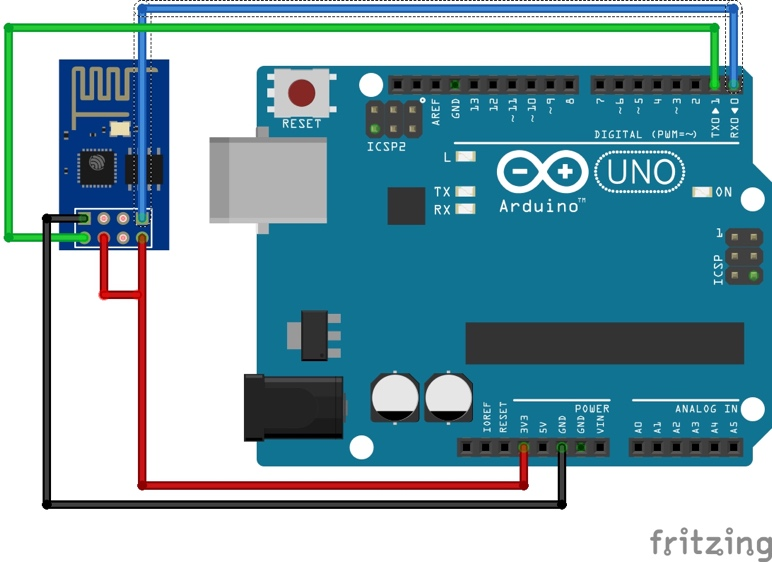 RESET
ICSP2
AREF
GND
13
12
~11
~10
~9
8
7
~6
~5
4
~3
2
TX0 ▶ 1
RX0 ◀ 0
DIGITAL (PWM=~)
L
TX
RX
UNO
Arduino™
ON
1
ICSP
POWER
ANALOG IN
IOREF
RESET
3V3
5V
GND
GND
VIN
A0
A1
A2
A3
A4
A5
fritzing